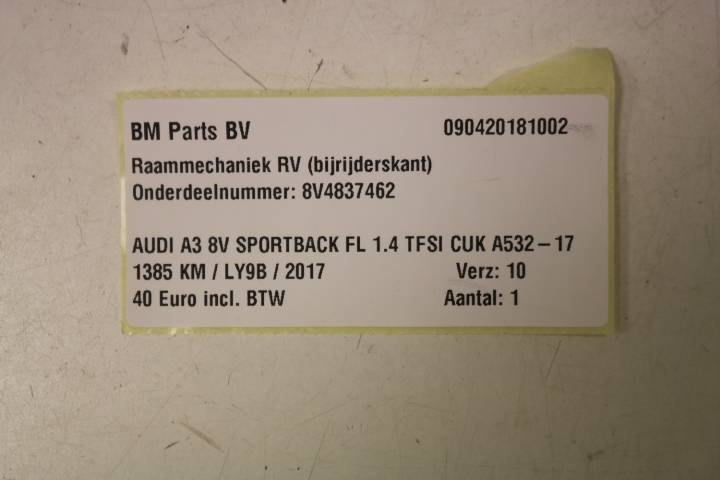 BM Parts BV 090420181002
Raammechaniek RV (bijrijderskant)
Onderdeelnummer: 8V4837462
AUDI A3 8V SPORTBACK FL 1.4 TFSI CUK A532-17
1385 KM / LY9B / 2017 Verz: 10
40 Euro incl. BTW Aantal: 1